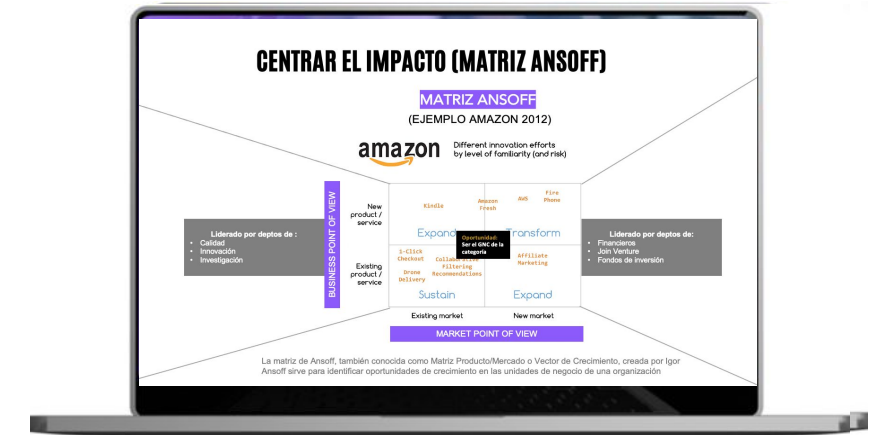 CENTRAR EL IMPACTO (MATRIZ ANSOFF)
MATRIZ ANSOFF
(EJEMPLO AMAZON 2012)
amazon
Different innovation efforts
by level of familiarity (and risk)
BUSINESS POINT OF VIEW
New
product /
service
Existing
product /
service
Kindle
Amazon
Fresh
AWS
Fire
Phone
Expand
Transform
Oportunidad:
Ser el GNC de la
categoría
1-Click
Checkout
Collaborative
Filtering
Recommendations
Drone
Delivery
Affiliate
Marketing
Sustain
Expand
Existing market
New market
MARKET POINT OF VIEW
Liderado por deptos de :
• Calidad
• Innovación
• Investigación
Liderado por deptos de:
• Financieros
• Join Venture
• Fondos de inversión
La matriz de Ansoff, también conocida como Matriz Producto/Mercado o Vector de Crecimiento, creada por Igor
Ansoff sirve para identificar oportunidades de crecimiento en las unidades de negocio de una organización